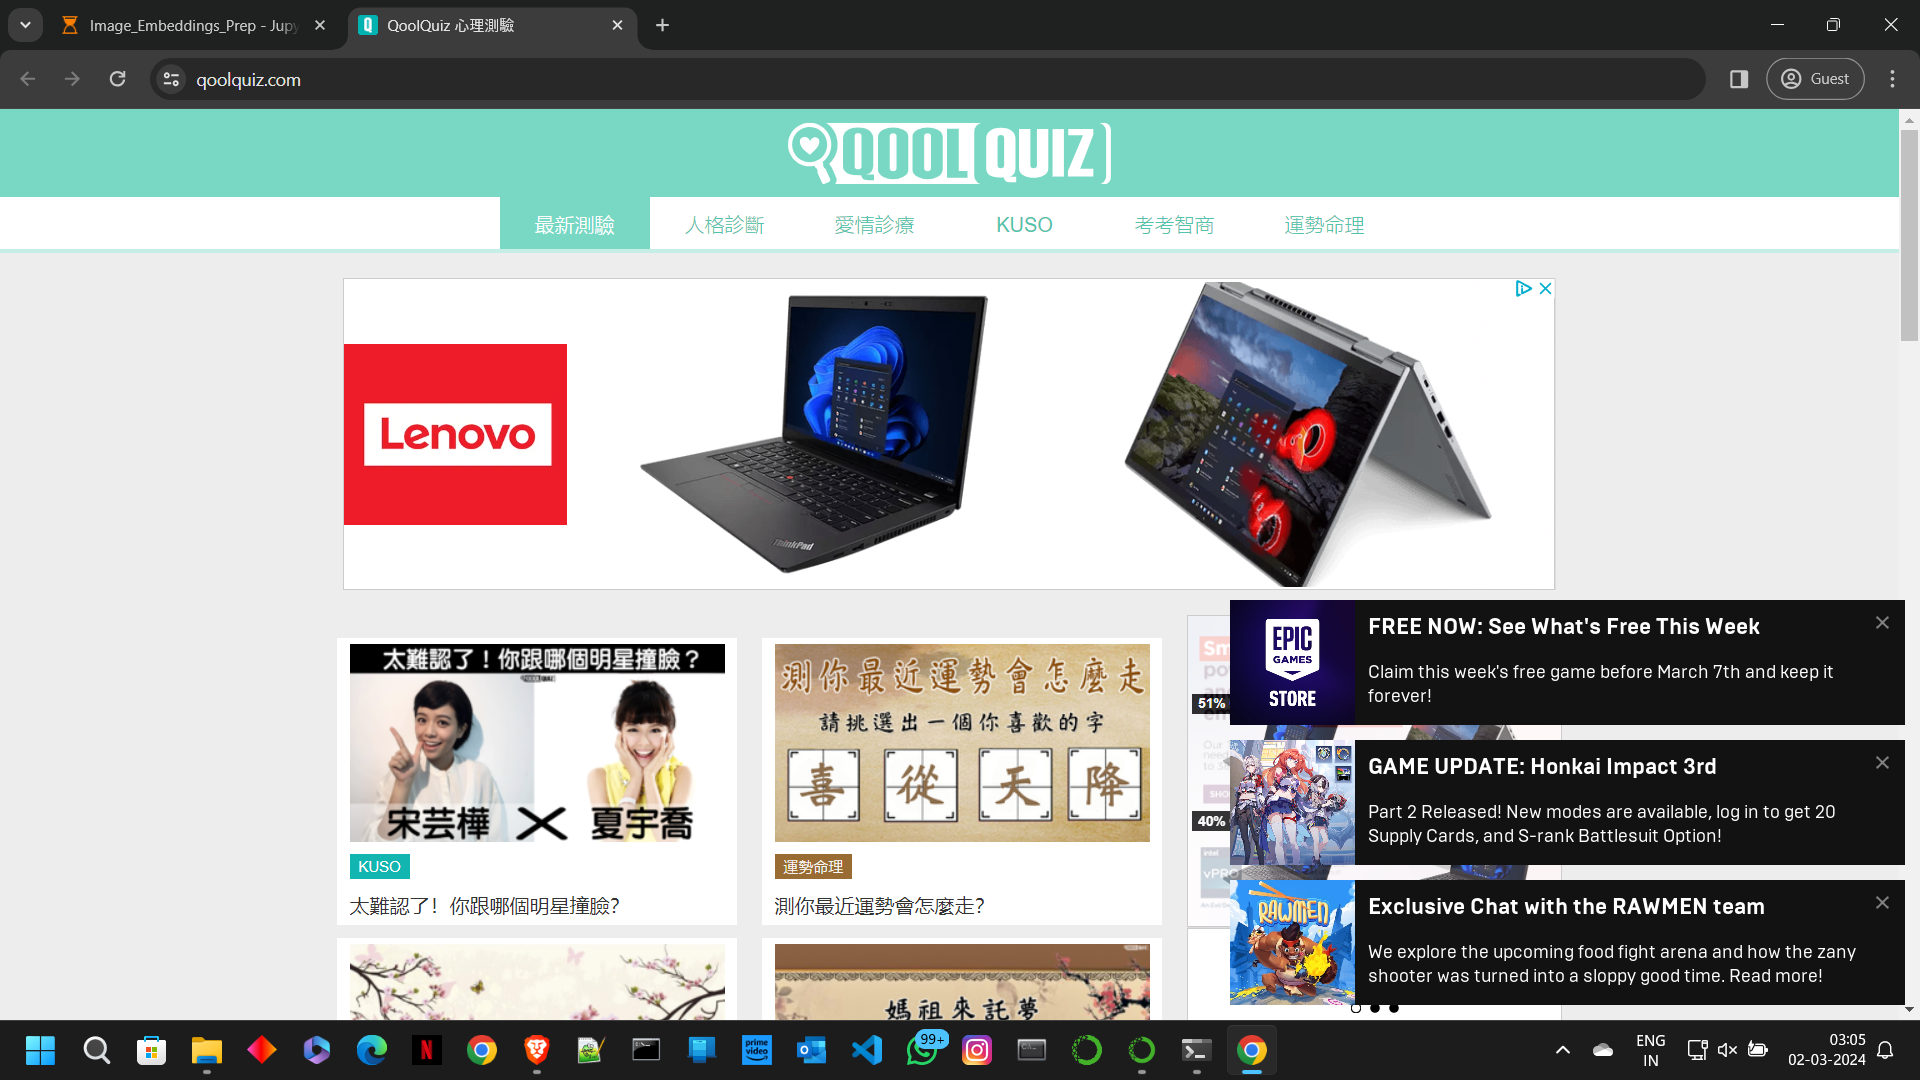 Image_Embeddings_Prep - Jupy
QoolQuiz 心理測驗
qoolquiz.com
Guest
QOOL QUIZ
最新測驗
人格診斷
愛情診療
KUSO
考考智商
運勢命理
Lenovo
ThinkPad
太難認了！你跟哪個明星撞臉？
QOOL QUIZ
宋芸樺 X 夏宇喬
KUSO
太難認了！你跟哪個明星撞臉？
測你最近運勢會怎麼走
請挑選出一個你喜歡的字
喜 從 天 降
運勢命理
測你最近運勢會怎麼走？
媽祖來託夢
51%
40%
intel
vPRO
EPIC
GAMES
STORE
FREE NOW: See What's Free This Week
Claim this week's free game before March 7th and keep it
forever!
GAME UPDATE: Honkai Impact 3rd
Part 2 Released! New modes are available, log in to get 20
Supply Cards, and S-rank Battlesuit Option!
RAWMEN
Exclusive Chat with the RAWMEN team
We explore the upcoming food fight arena and how the zany
shooter was turned into a sloppy good time. Read more!
prime
video
99+
ENG
IN
03:05
02-03-2024